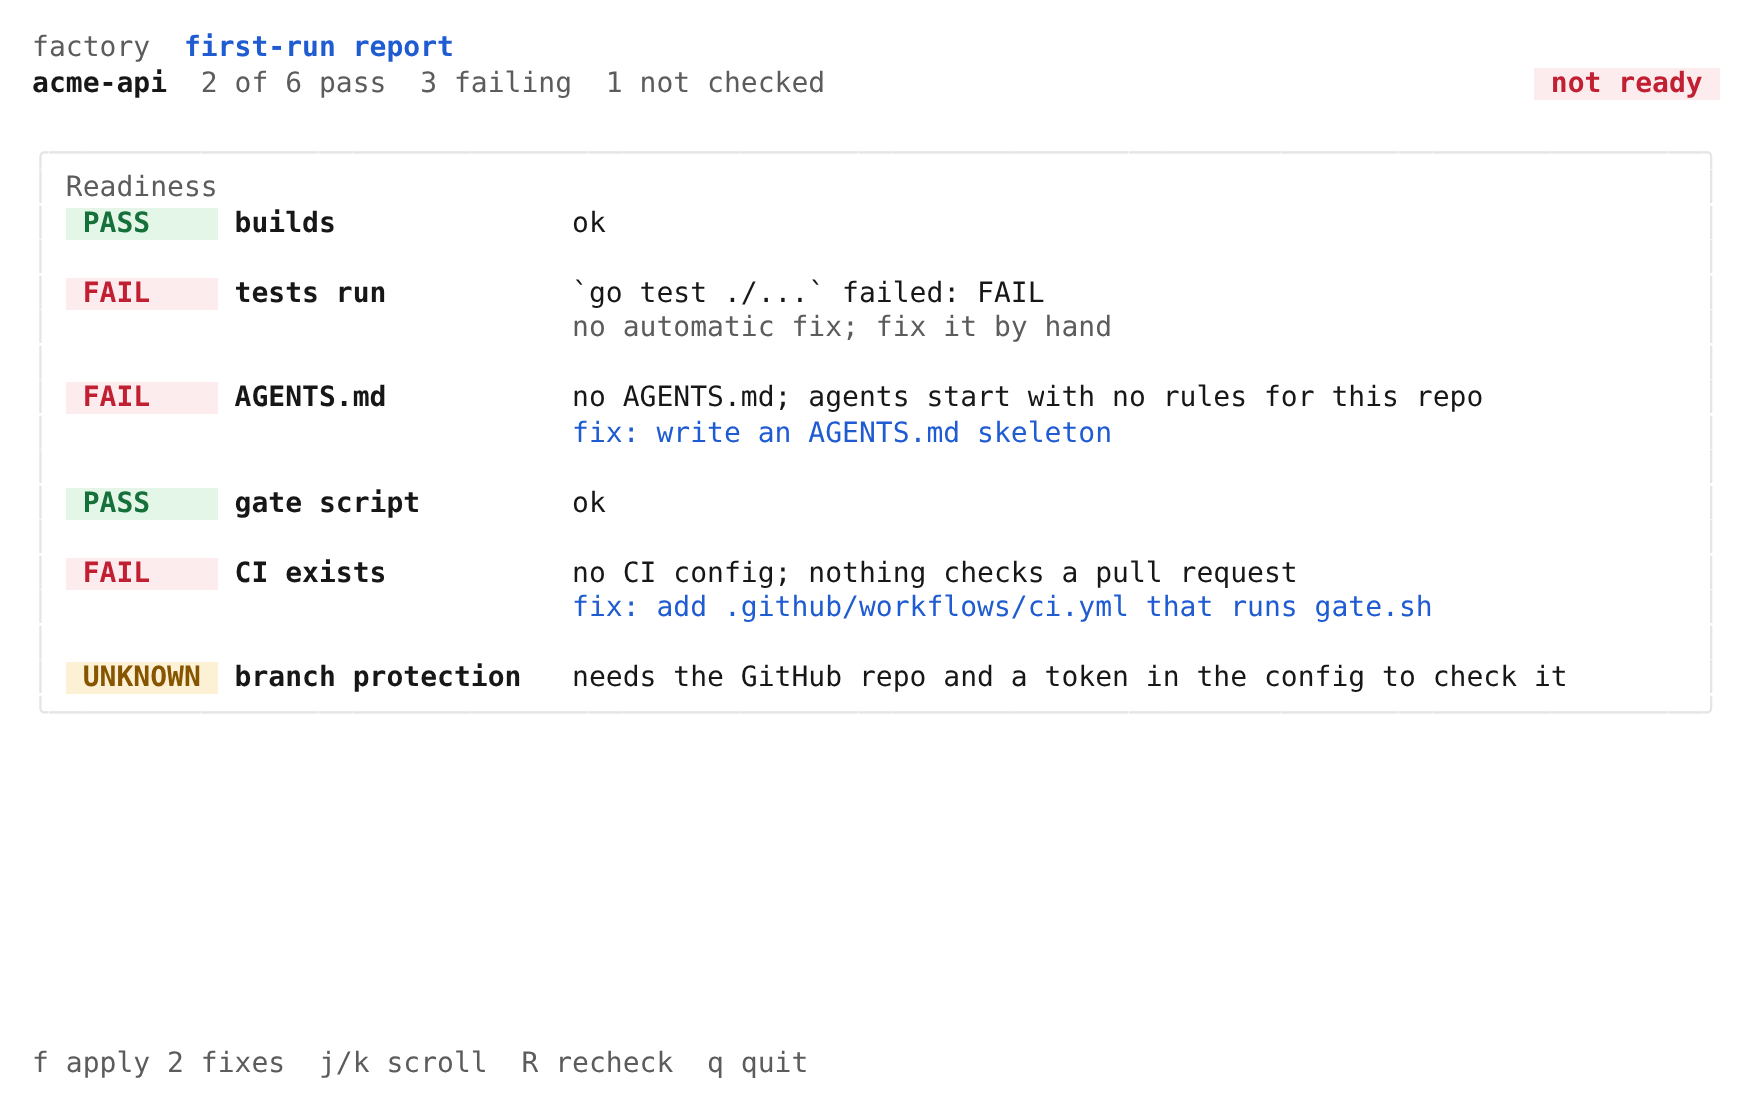 factory  first-run report
acme-api  2 of 6 pass  3 failing  1 not checked  not ready
Readiness
PASS  builds  ok
FAIL  tests run  `go test ./...` failed: FAIL
no automatic fix; fix it by hand
FAIL  AGENTS.md  no AGENTS.md; agents start with no rules for this repo
fix: write an AGENTS.md skeleton
PASS  gate script  ok
FAIL  CI exists  no CI config; nothing checks a pull request
fix: add .github/workflows/ci.yml that runs gate.sh
UNKNOWN  branch protection  needs the GitHub repo and a token in the config to check it
f apply 2 fixes  j/k scroll  R recheck  q quit